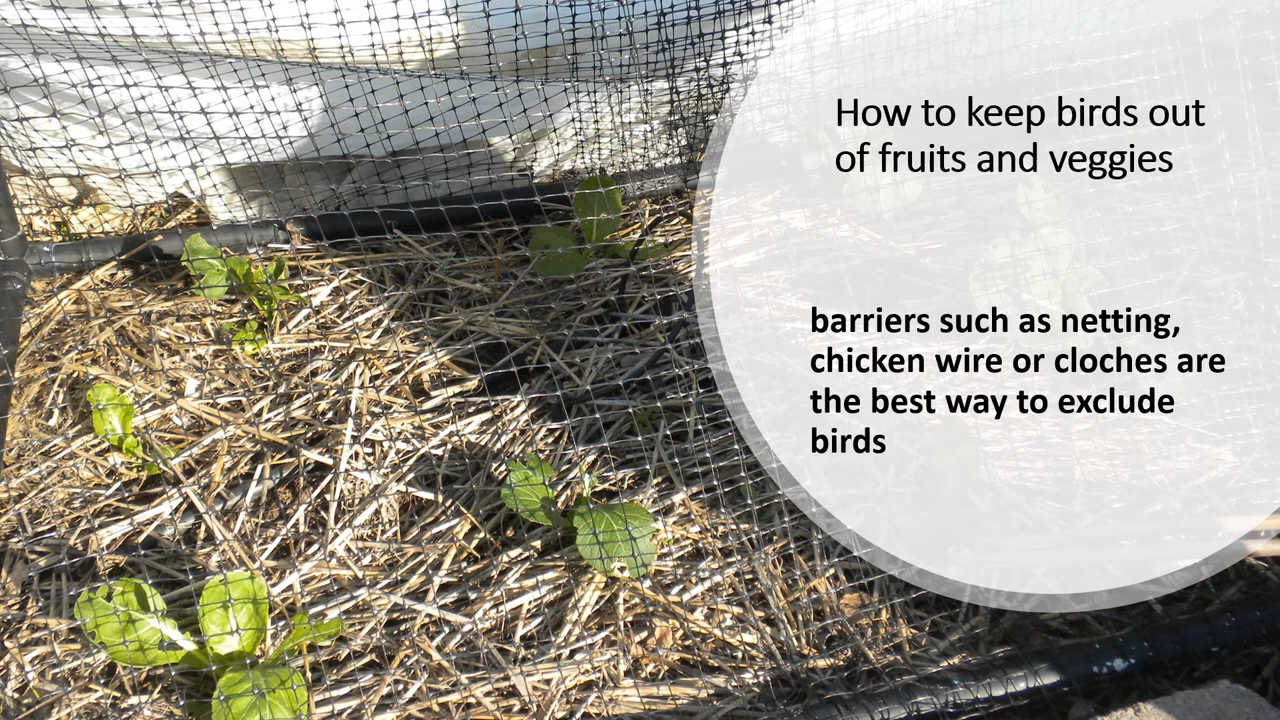 How to keep birds out
of fruits and veggies
barriers such as netting,
chicken wire or cloches are
the best way to exclude
birds